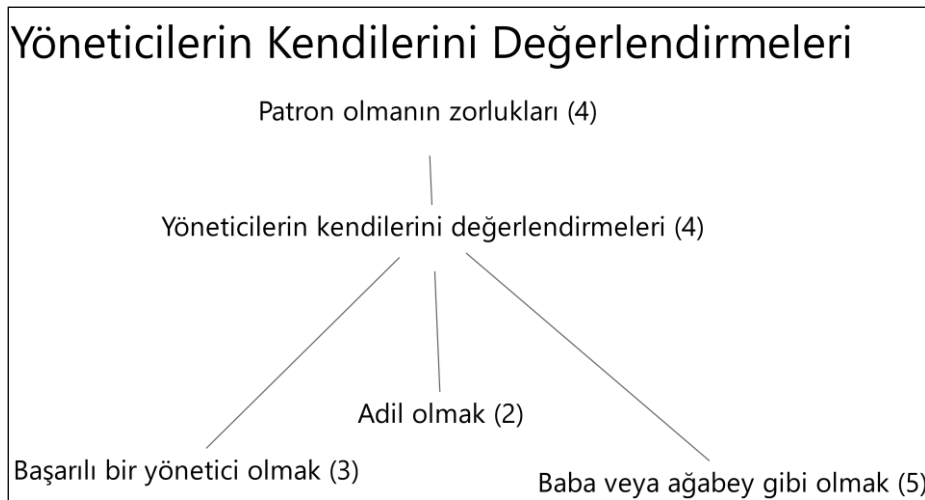 Yöneticilerin Kendilerini Değerlendirmeleri
Patron olmanın zorlukları (4)
Yöneticilerin kendilerini değerlendirmeleri (4)
Adil olmak (2)
Başarılı bir yönetici olmak (3)
Baba veya ağabey gibi olmak (5)